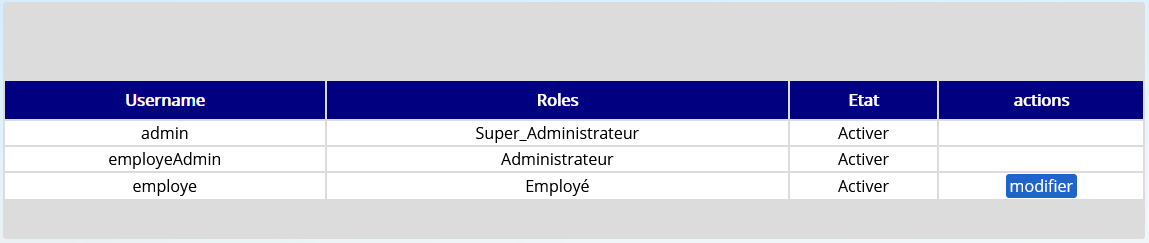 Username Roles Etat actions
admin Super_Administrateur Activer
employeAdmin Administrateur Activer
employe Employé Activer modifier